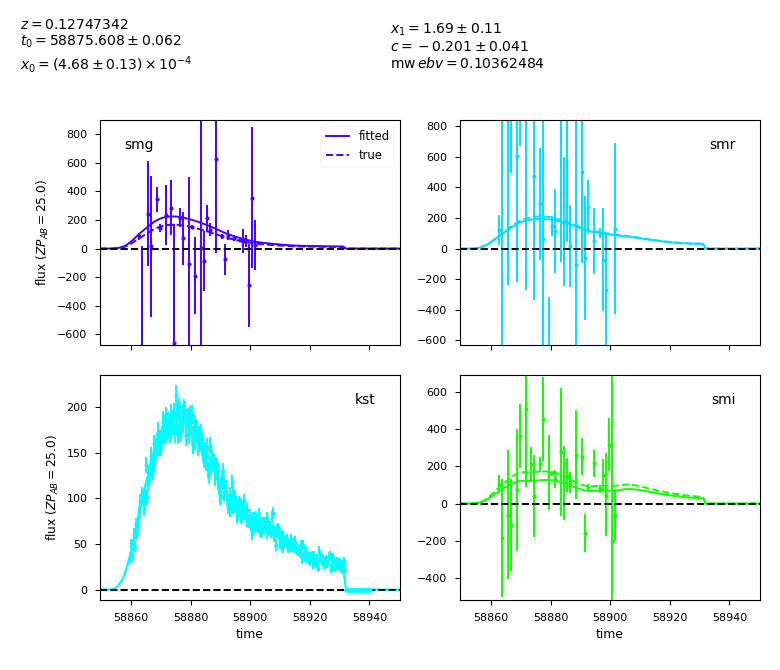 z = 0.12747342
t₀ = 58875.608 ± 0.062
x₀ = (4.68 ± 0.13) × 10⁻⁴
x₁ = 1.69 ± 0.11
c = −0.201 ± 0.041
mw ebv = 0.10362484
smg
fitted
true
800
600
400
200
0
−200
−400
−600
flux (ZP_AB = 25.0)
smr
800
600
400
200
0
−200
−400
−600
kst
200
150
100
50
0
flux (ZP_AB = 25.0)
58860 58880 58900 58920 58940
time
smi
600
400
200
0
−200
−400
58860 58880 58900 58920 58940
time